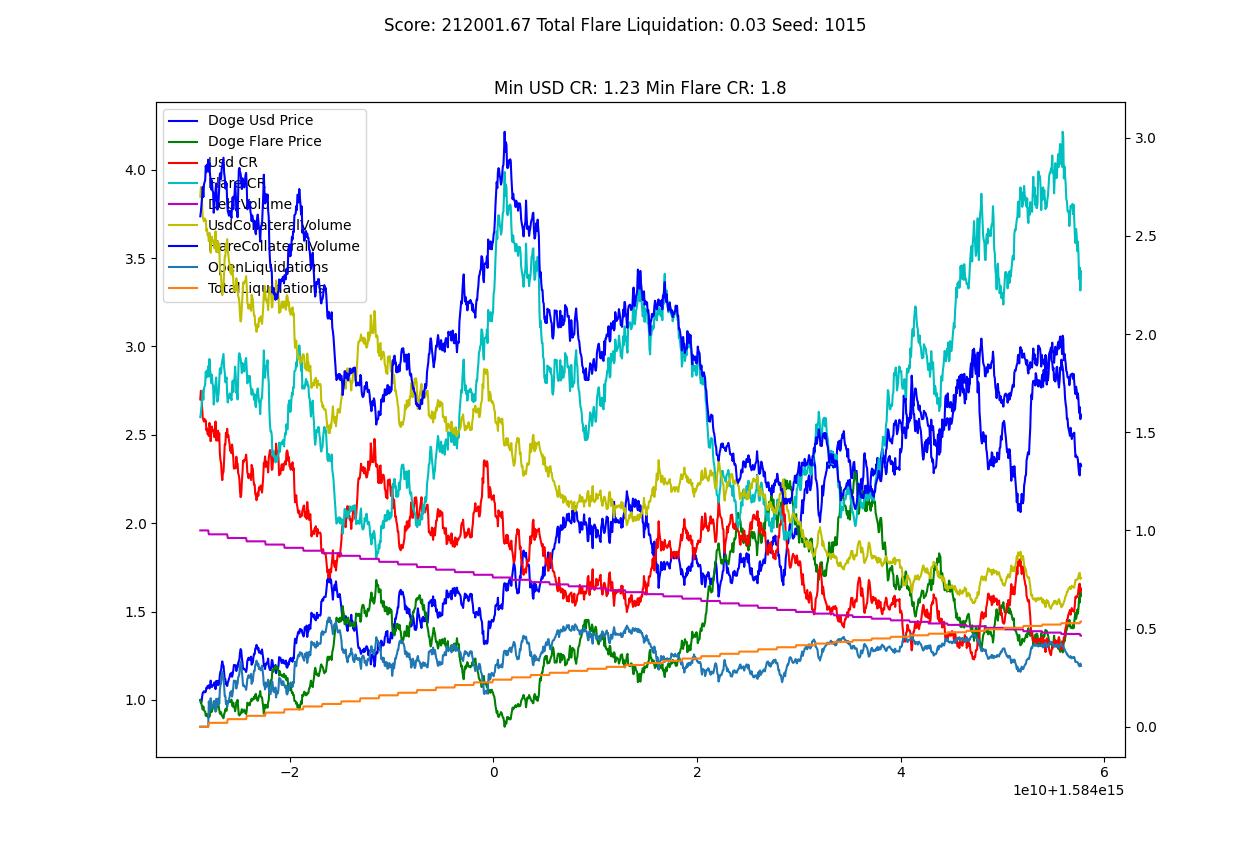 Score: 212001.67 Total Flare Liquidation: 0.03 Seed: 1015
Min USD CR: 1.23 Min Flare CR: 1.8
Doge Usd Price
Doge Flare Price
Usd CR
Flare CR
DebtVolume
UsdCollateralVolume
FlareCollateralVolume
OpenLiquidations
TotalLiquidations
4.0
3.5
3.0
2.5
2.0
1.5
1.0
3.0
2.5
2.0
1.5
1.0
0.5
0.0
−2
0
2
4
6
1e10+1.584e15